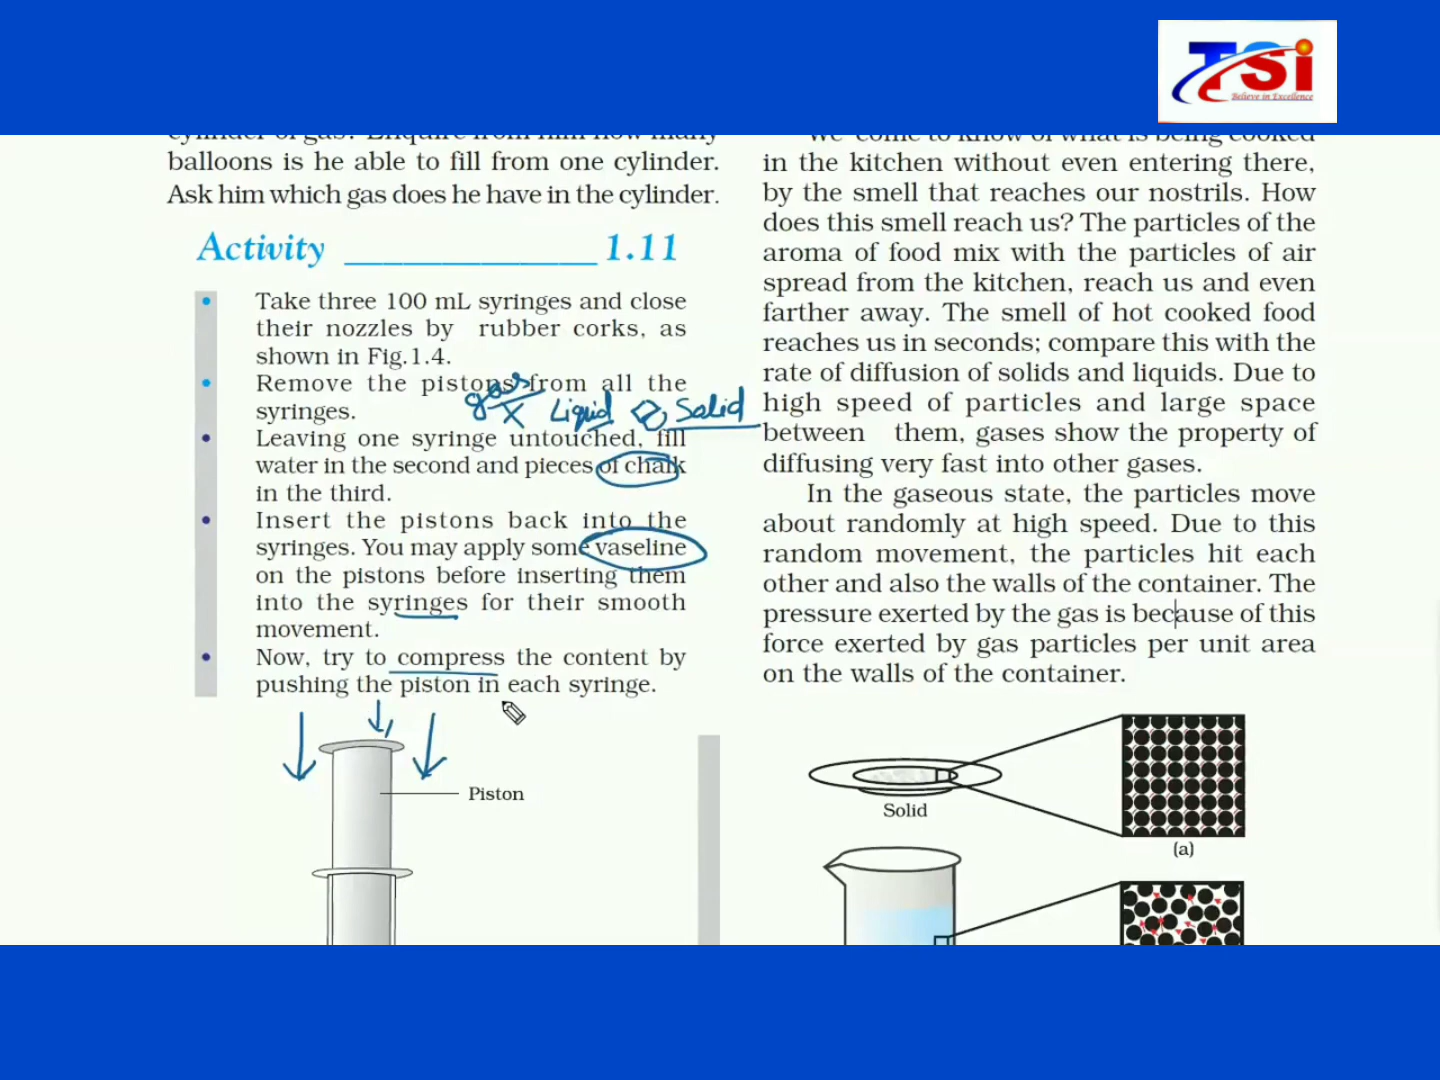 TSi
Believe in Excellence
balloons is he able to fill from one cylinder.
Ask him which gas does he have in the cylinder.
Activity ______________ 1.11
• Take three 100 mL syringes and close
their nozzles by rubber corks, as
shown in Fig.1.4.
• Remove the pistons from all the
syringes.
gas Liquid Solid
• Leaving one syringe untouched, fill
water in the second and pieces of chalk
in the third.
• Insert the pistons back into the
syringes. You may apply some vaseline
on the pistons before inserting them
into the syringes for their smooth
movement.
• Now, try to compress the content by
pushing the piston in each syringe.
Piston
We come to know of what is being cooked
in the kitchen without even entering there,
by the smell that reaches our nostrils. How
does this smell reach us? The particles of the
aroma of food mix with the particles of air
spread from the kitchen, reach us and even
farther away. The smell of hot cooked food
reaches us in seconds; compare this with the
rate of diffusion of solids and liquids. Due to
high speed of particles and large space
between them, gases show the property of
diffusing very fast into other gases.
In the gaseous state, the particles move
about randomly at high speed. Due to this
random movement, the particles hit each
other and also the walls of the container. The
pressure exerted by the gas is because of this
force exerted by gas particles per unit area
on the walls of the container.
Solid
(a)